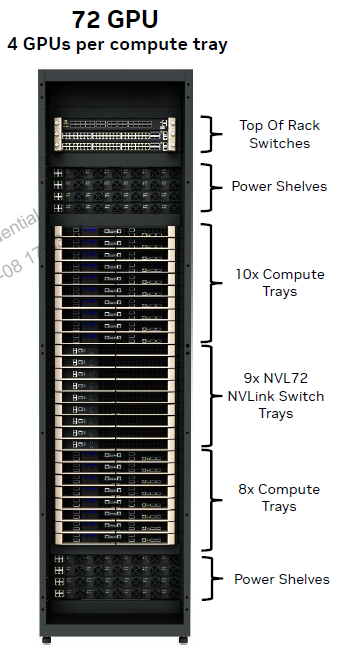 72 GPU
4 GPUs per compute tray
Top Of Rack
Switches
Power Shelves
10x Compute
Trays
9x NVL72
NVLink Switch
Trays
8x Compute
Trays
Power Shelves